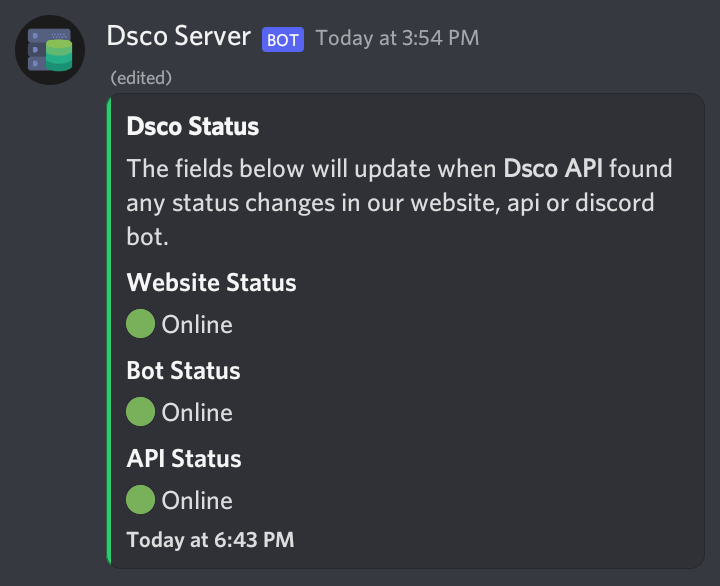 Dsco Server BOT Today at 3:54 PM
(edited)
Dsco Status
The fields below will update when Dsco API found
any status changes in our website, api or discord
bot.
Website Status
Online
Bot Status
Online
API Status
Online
Today at 6:43 PM